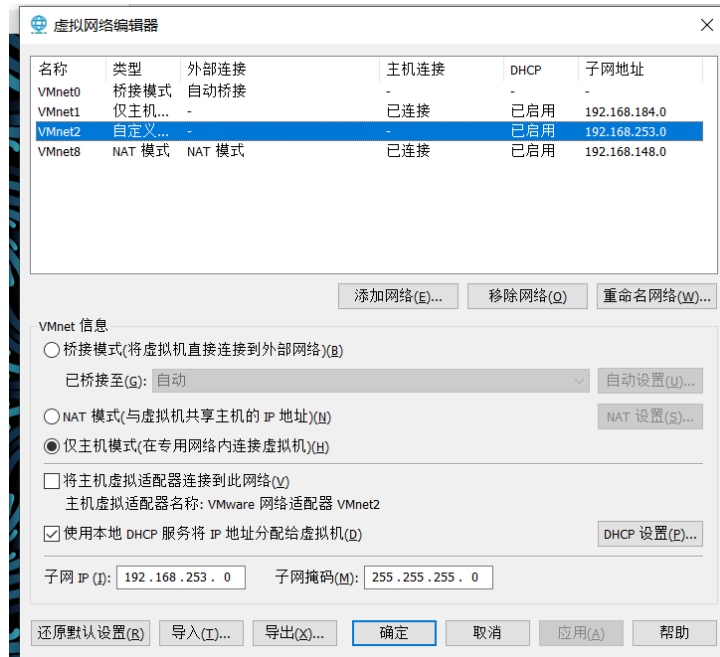 虚拟网络编辑器
名称 类型 外部连接 主机连接 DHCP 子网地址
VMnet0 桥接模式 自动桥接 - - -
VMnet1 仅主机... - 已连接 已启用 192.168.184.0
VMnet2 自定义... - - 已启用 192.168.253.0
VMnet8 NAT 模式 NAT 模式 已连接 已启用 192.168.148.0
添加网络(E)... 移除网络(O) 重命名网络(W)...
VMnet 信息
桥接模式(将虚拟机直接连接到外部网络)(B)
已桥接至(G): 自动 自动设置(U)...
NAT 模式(与虚拟机共享主机的 IP 地址)(N) NAT 设置(S)...
仅主机模式(在专用网络内连接虚拟机)(H)
将主机虚拟适配器连接到此网络(V)
主机虚拟适配器名称: VMware 网络适配器 VMnet2
使用本地 DHCP 服务将 IP 地址分配给虚拟机(D) DHCP 设置(P)...
子网 IP (I): 192.168.253. 0 子网掩码(M): 255.255.255. 0
还原默认设置(R) 导入(T)... 导出(X)... 确定 取消 应用(A) 帮助